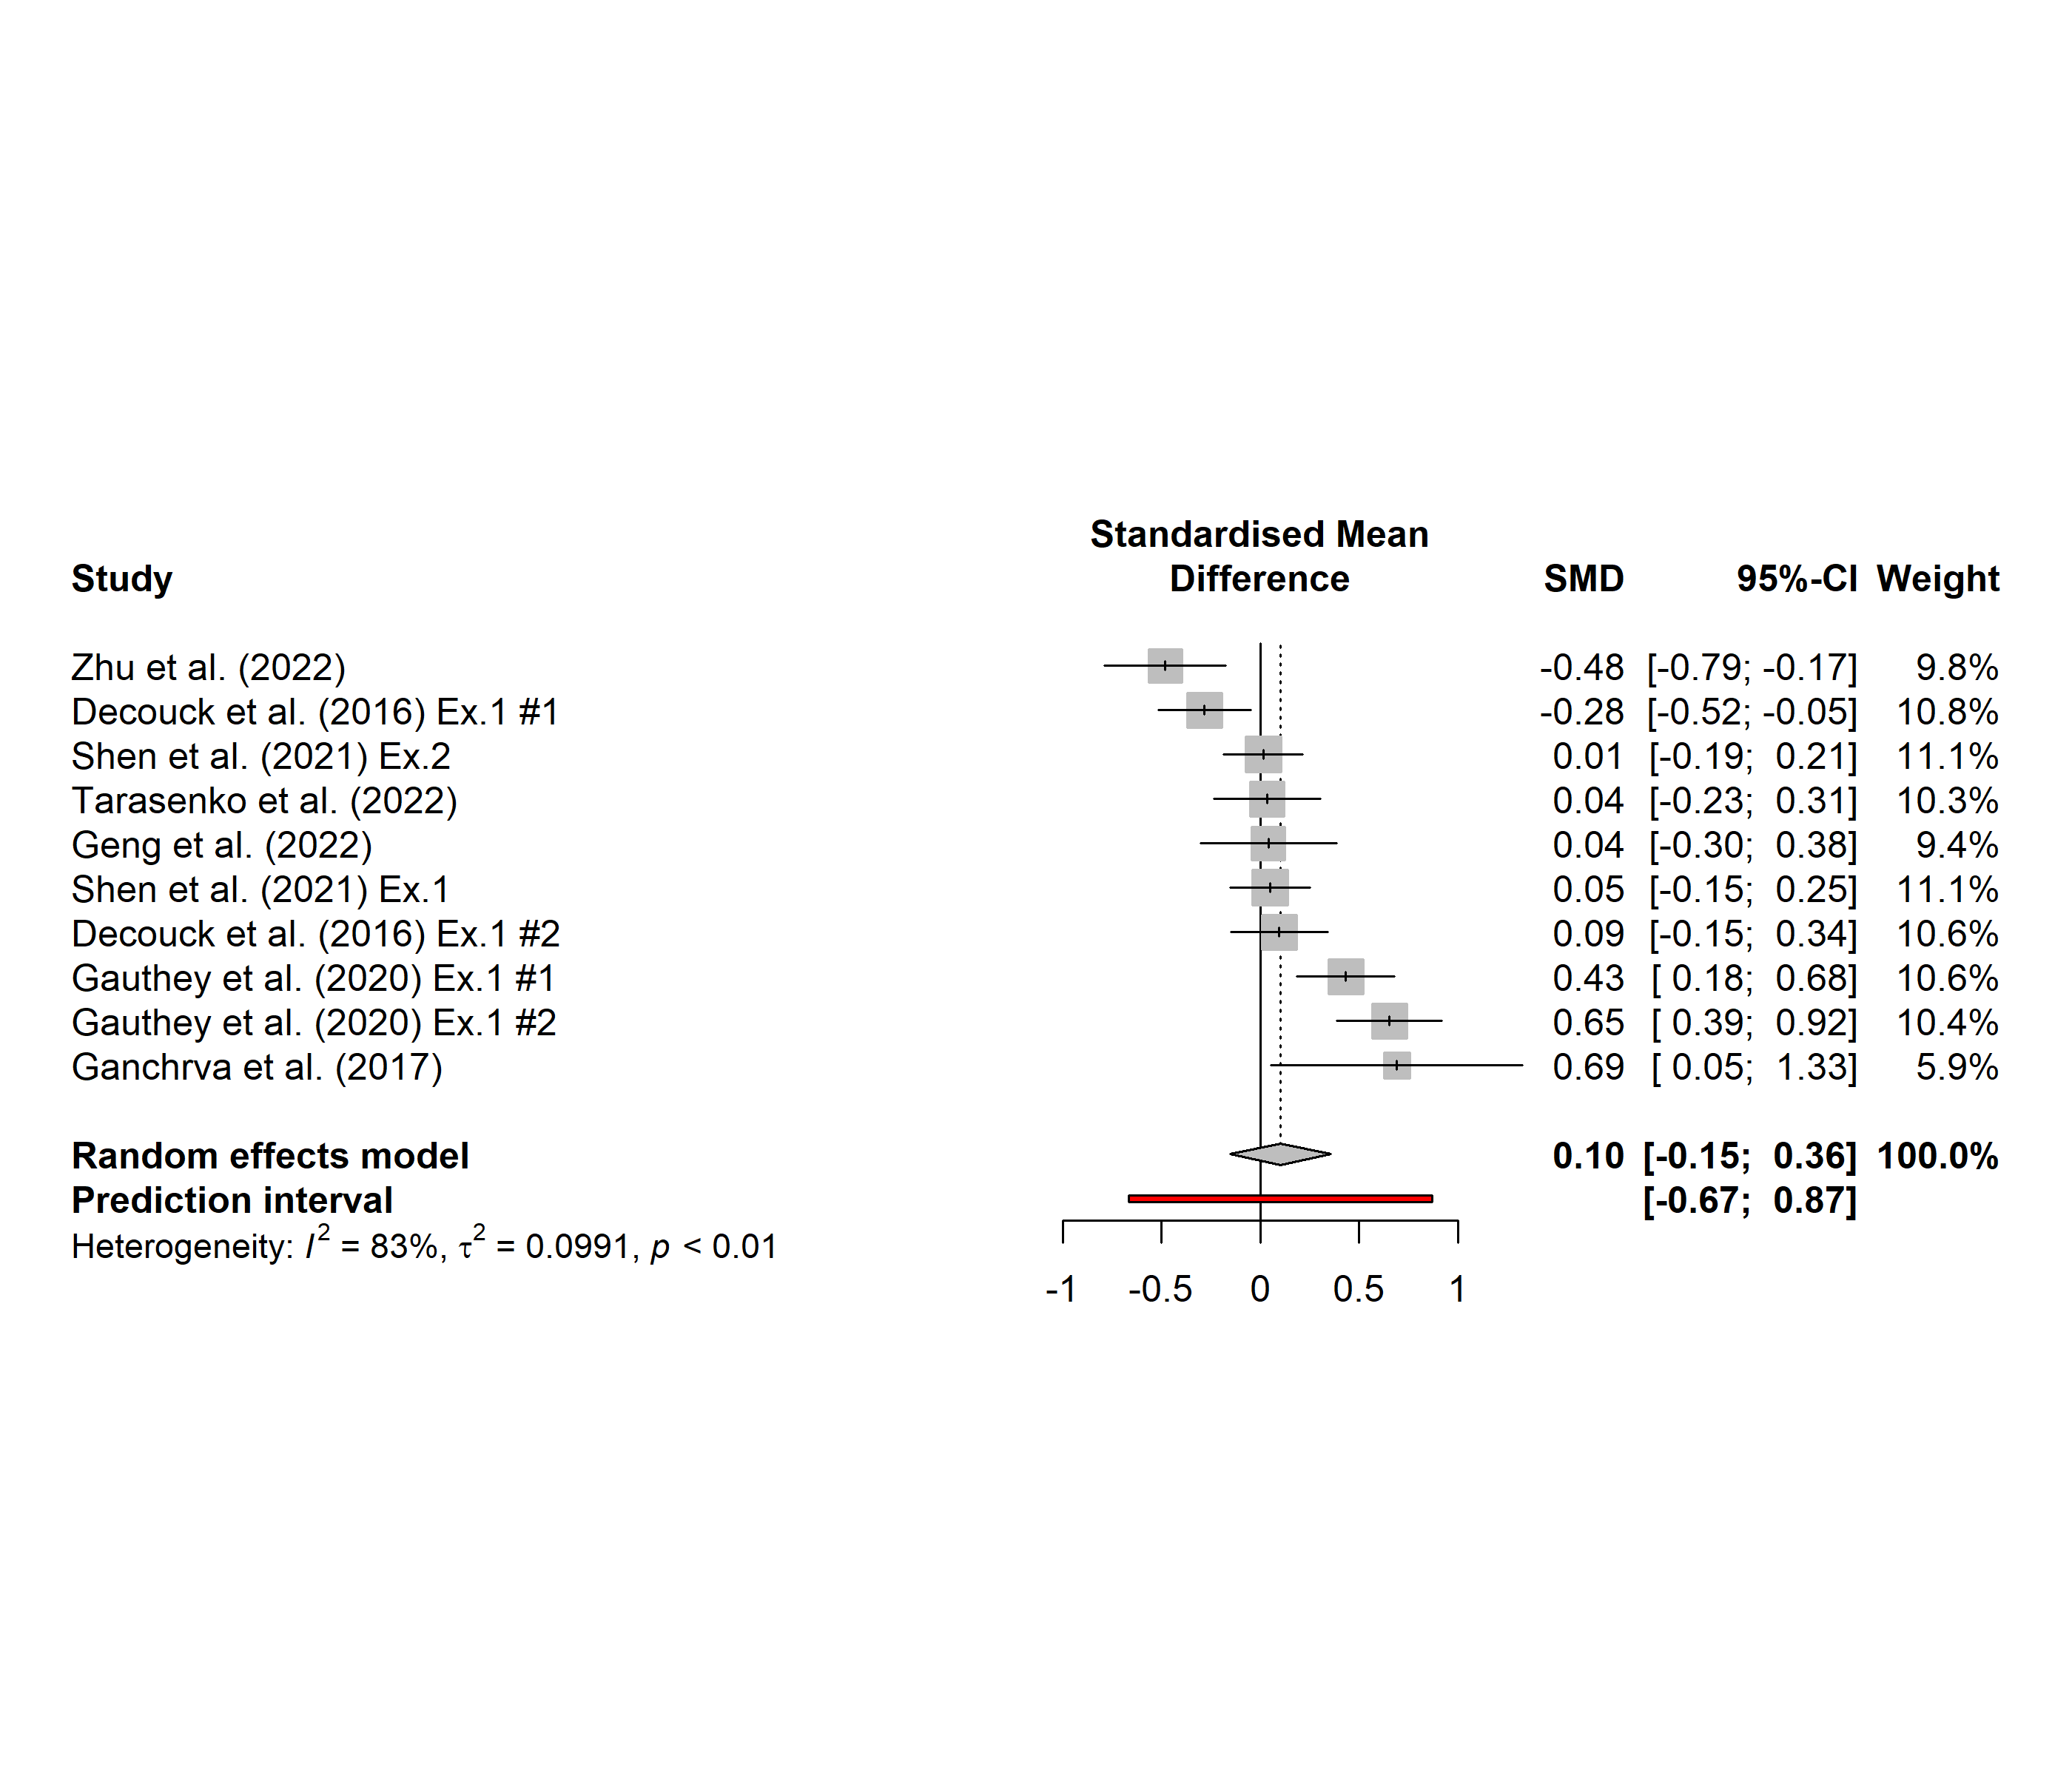 Standardised Mean
Study Difference SMD 95%-CI Weight
Zhu et al. (2022) -0.48 [-0.79; -0.17] 9.8%
Decouck et al. (2016) Ex.1 #1 -0.28 [-0.52; -0.05] 10.8%
Shen et al. (2021) Ex.2 0.01 [-0.19; 0.21] 11.1%
Tarasenko et al. (2022) 0.04 [-0.23; 0.31] 10.3%
Geng et al. (2022) 0.04 [-0.30; 0.38] 9.4%
Shen et al. (2021) Ex.1 0.05 [-0.15; 0.25] 11.1%
Decouck et al. (2016) Ex.1 #2 0.09 [-0.15; 0.34] 10.6%
Gauthey et al. (2020) Ex.1 #1 0.43 [ 0.18; 0.68] 10.6%
Gauthey et al. (2020) Ex.1 #2 0.65 [ 0.39; 0.92] 10.4%
Ganchrva et al. (2017) 0.69 [ 0.05; 1.33] 5.9%
Random effects model 0.10 [-0.15; 0.36] 100.0%
Prediction interval [-0.67; 0.87]
Heterogeneity: I² = 83%, τ² = 0.0991, p < 0.01
-1 -0.5 0 0.5 1